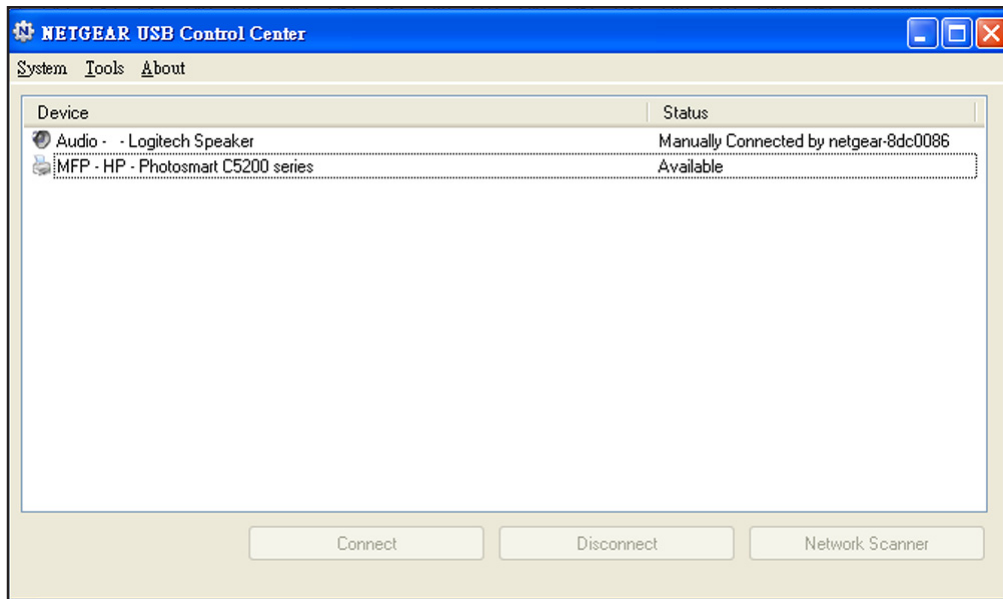 NETGEAR USB Control Center
System Tools About
Device Status
Audio - - Logitech Speaker Manually Connected by netgear-8dc0086
MFP - HP - Photosmart C5200 series Available
Connect Disconnect Network Scanner